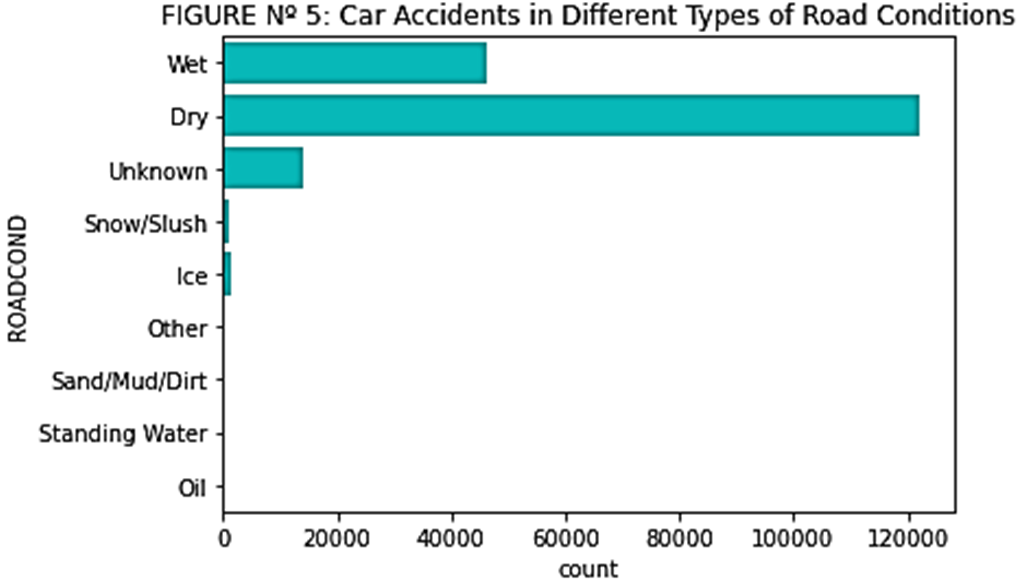 FIGURE Nº 5: Car Accidents in Different Types of Road Conditions
ROADCOND
Wet
Dry
Unknown
Snow/Slush
Ice
Other
Sand/Mud/Dirt
Standing Water
Oil
0 20000 40000 60000 80000 100000 120000
count